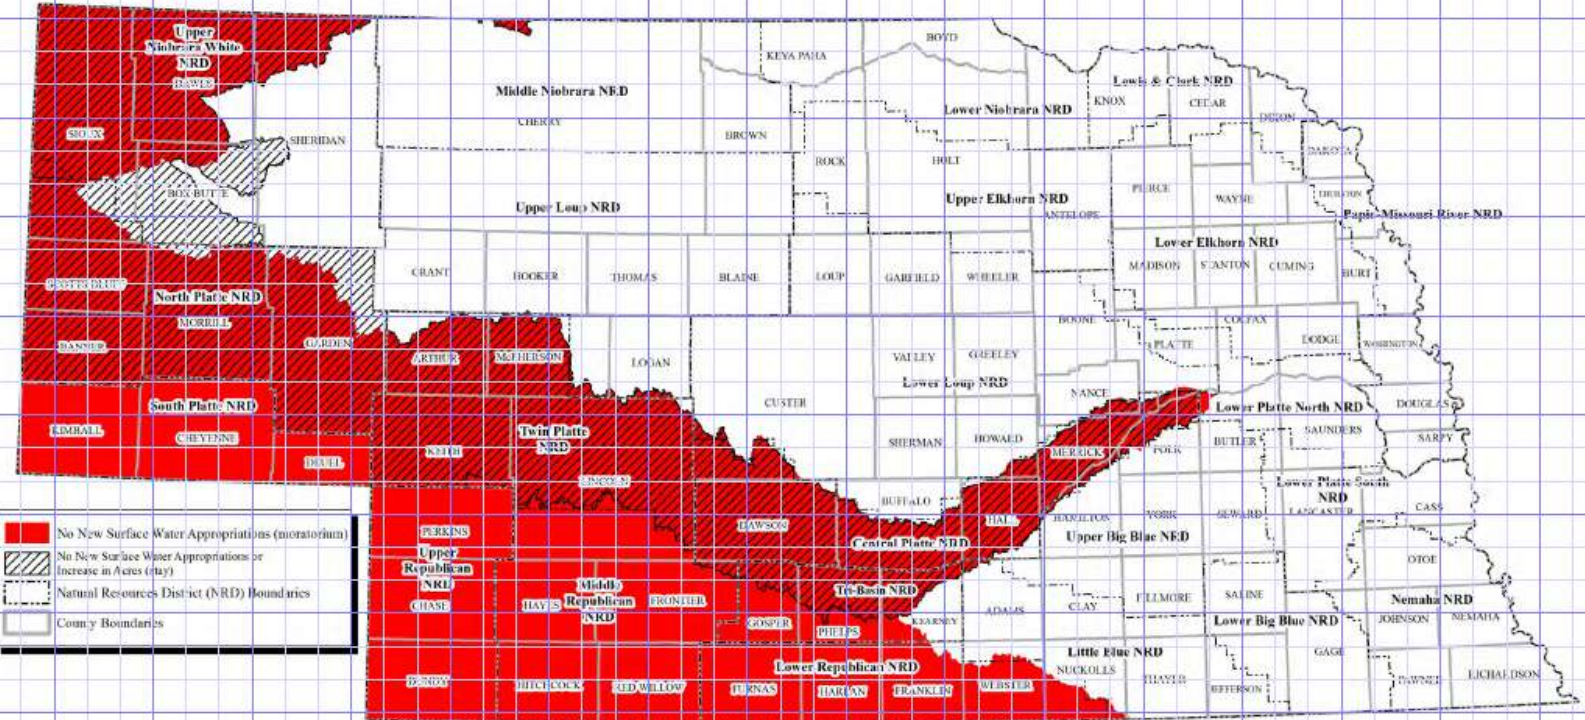 Upper
Niobrara White
NRD
DAWES
SIOUX
SHERIDAN
BOX BUTTE
KEYA PAHA
BOYD
Middle Niobrara NRD
CHERRY
BROWN
ROCK
Lower Niobrara NRD
HOLT
Lewis & Clark NRD
KNOX
CEDAR
DIXON
DAKOTA
Upper Loup NRD
Upper Elkhorn NRD
ANTELOPE
PIERCE
WAYNE
THURSTON
Papio-Missouri River NRD
Lower Elkhorn NRD
MADISON
STANTON
CUMING
BURT
GRANT
HOOKER
THOMAS
BLAINE
LOUP
GARFIELD
WHEELER
SCOTTS BLUFF
North Platte NRD
MORRILL
BANNER
GARDEN
ARTHUR
McPHERSON
LOGAN
CUSTER
VALLEY
GREELEY
Lower Loup NRD
BOONE
PLATTE
COLFAX
DODGE
WASHINGTON
NANCE
South Platte NRD
KIMBALL
CHEYENNE
DEUEL
KEITH
Twin Platte
NRD
LINCOLN
SHERMAN
HOWARD
MERRICK
POLK
Lower Platte North NRD
BUTLER
SAUNDERS
DOUGLAS
SARPY
PERKINS
DAWSON
BUFFALO
HALL
Central Platte NRD
HAMILTON
YORK
SEWARD
Upper Big Blue NRD
Lower Platte South
NRD
LANCASTER
CASS
OTOE
Upper
Republican
NRD
CHASE
HAYES
Middle
Republican
NRD
FRONTIER
GOSPER
PHELPS
Tri-Basin NRD
KEARNEY
ADAMS
CLAY
FILLMORE
SALINE
Lower Big Blue NRD
Nemaha NRD
JOHNSON
NEMAHA
DUNDY
HITCHCOCK
RED WILLOW
Lower Republican NRD
FURNAS
HARLAN
FRANKLIN
WEBSTER
Little Blue NRD
NUCKOLLS
THAYER
JEFFERSON
GAGE
PAWNEE
RICHARDSON
No New Surface Water Appropriations (moratorium)
No New Surface Water Appropriations or
Increase in Acres (stay)
Natural Resources District (NRD) Boundaries
County Boundaries